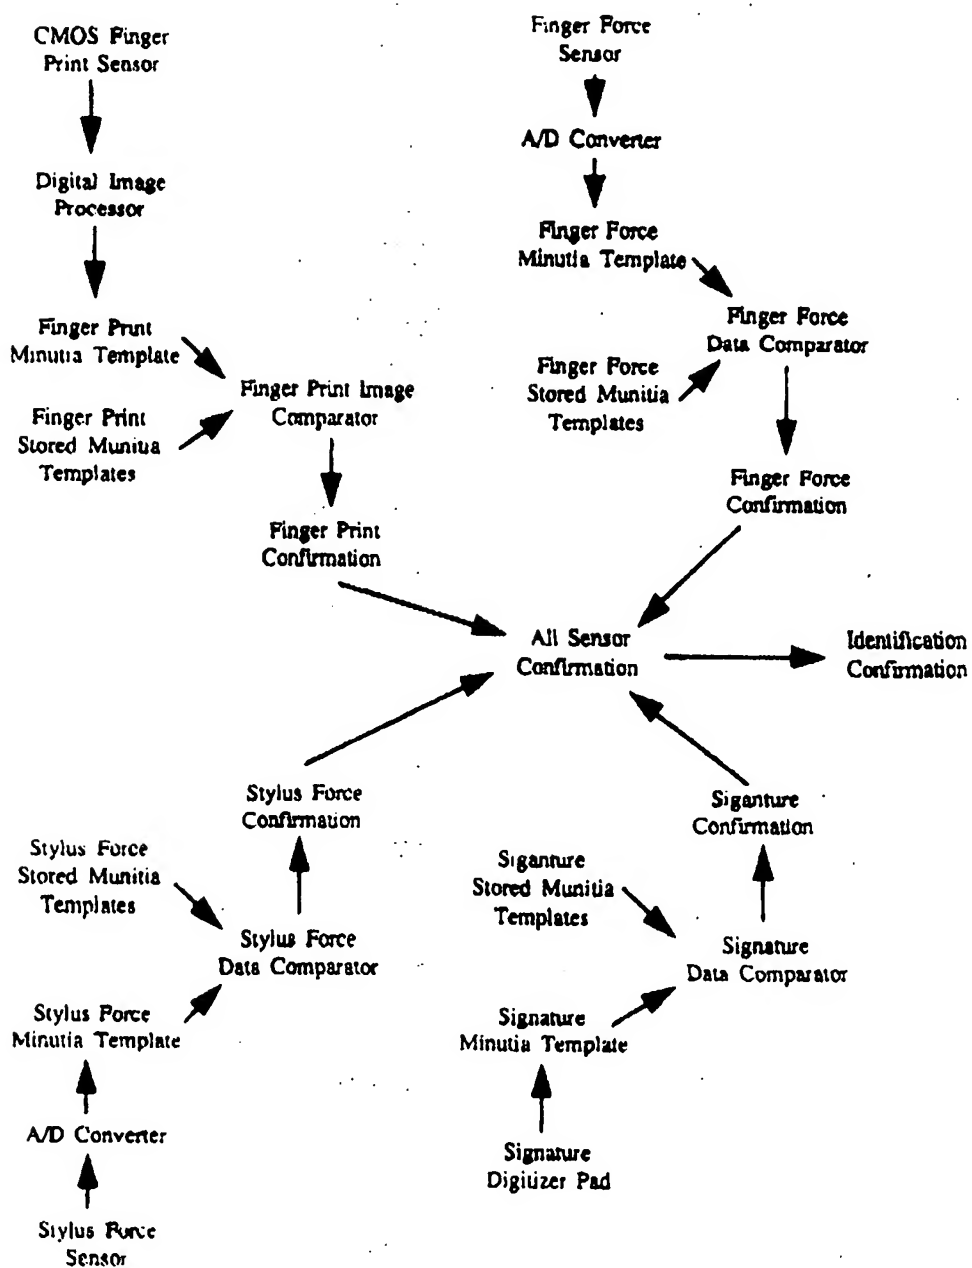 CMOS Finger
Print Sensor
Digital Image
Processor
Finger Print
Minutia Template
Finger Print
Stored Munitia
Templates
Finger Print Image
Comparator
Finger Print
Confirmation
Finger Force
Sensor
A/D Converter
Finger Force
Minutia Template
Finger Force
Stored Munitia
Templates
Finger Force
Data Comparator
Finger Force
Confirmation
All Sensor
Confirmation
Identification
Confirmation
Stylus Force
Confirmation
Stylus Force
Stored Munitia
Templates
Stylus Force
Data Comparator
Stylus Force
Minutia Template
A/D Converter
Stylus Force
Sensor
Siganture
Confirmation
Siganture
Stored Munitia
Templates
Signature
Data Comparator
Signature
Minutia Template
Signature
Digitizer Pad